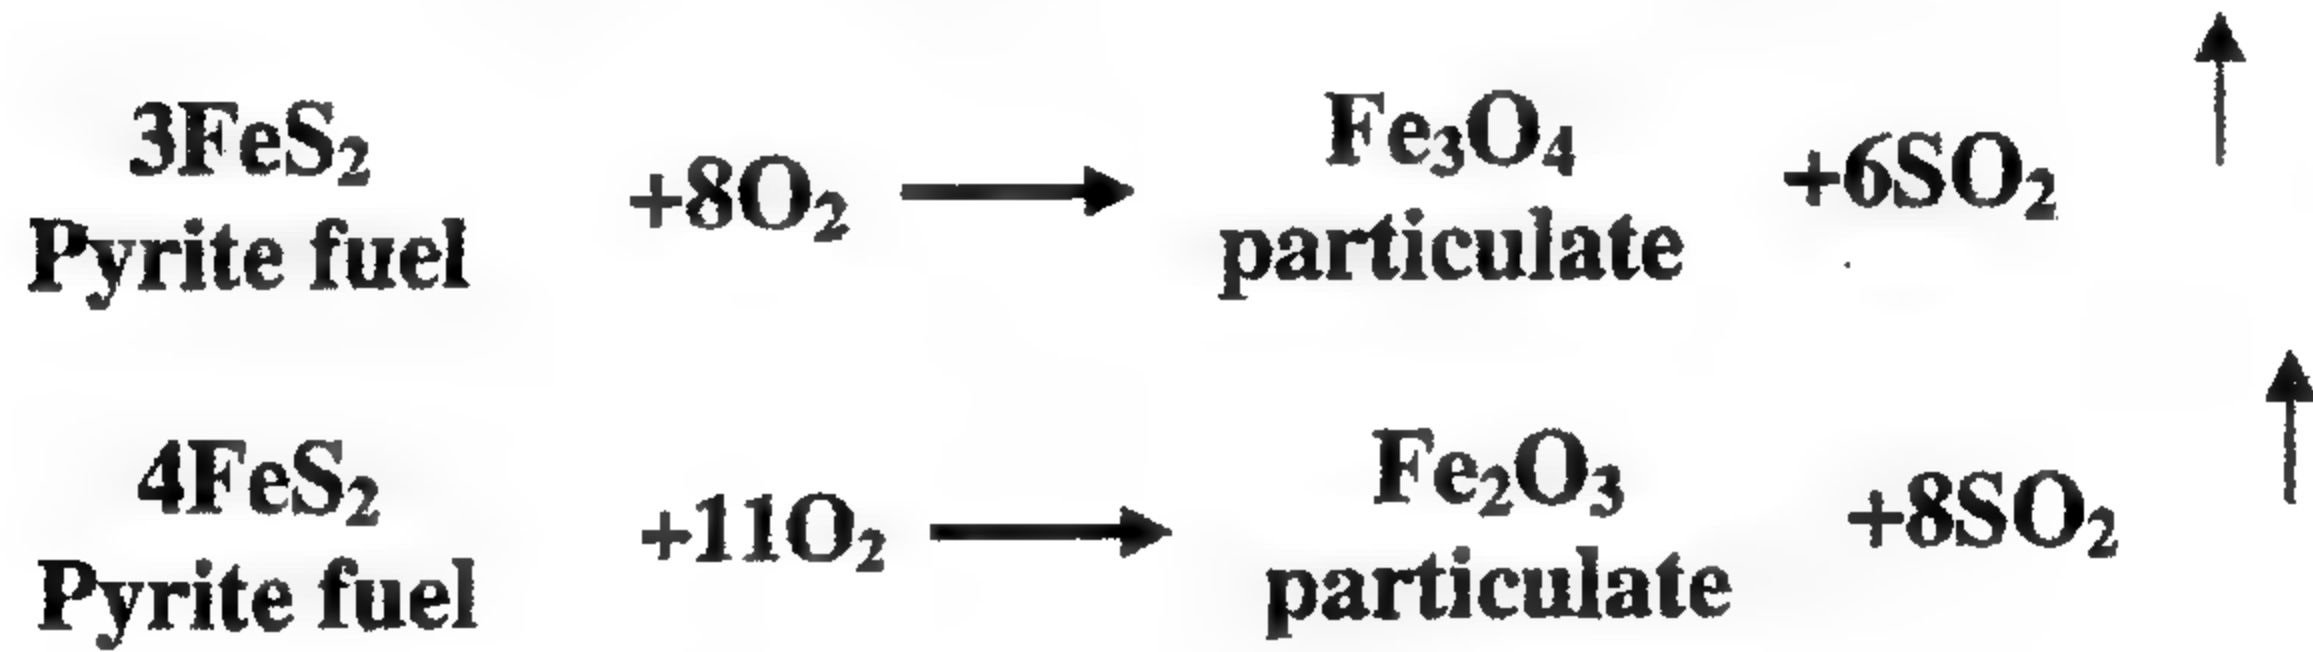 3FeS₂ +8O₂ ⟶ Fe₃O₄ +6SO₂ ↑
Pyrite fuel particulate
4FeS₂ +11O₂ ⟶ Fe₂O₃ +8SO₂ ↑
Pyrite fuel particulate